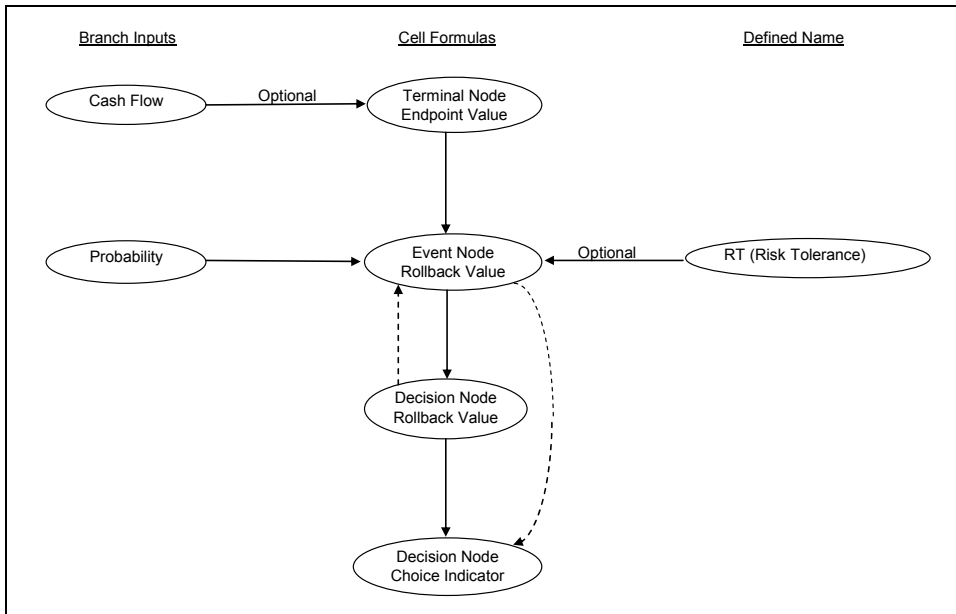 Branch Inputs
Cell Formulas
Defined Name
Cash Flow
Optional
Terminal Node
Endpoint Value
Probability
Event Node
Rollback Value
Optional
RT (Risk Tolerance)
Decision Node
Rollback Value
Decision Node
Choice Indicator